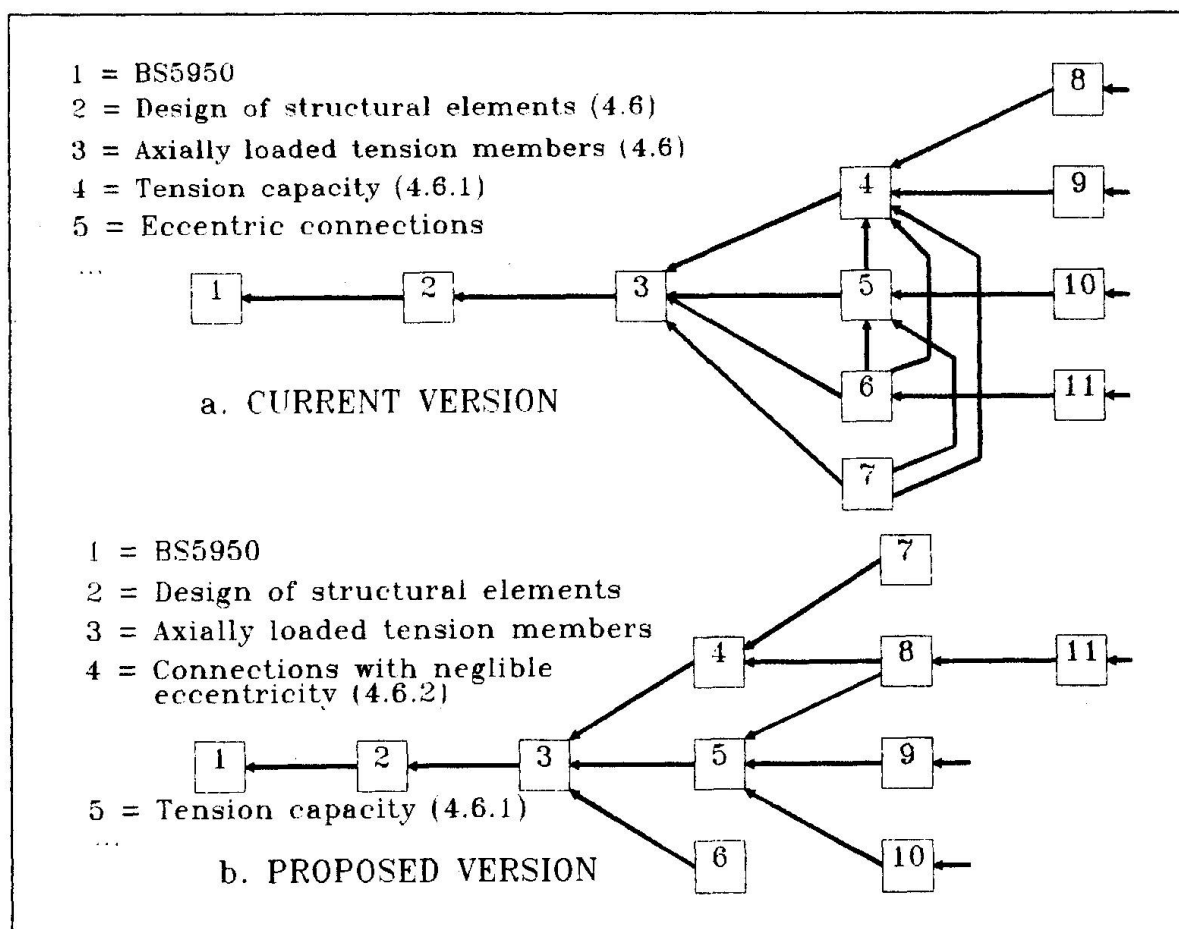 1 = BS5950
2 = Design of structural elements (4.6)
3 = Axially loaded tension members (4.6)
4 = Tension capacity (4.6.1)
5 = Eccentric connections
...
8
4
9
1
2
3
5
10
6
11
7
a. CURRENT VERSION
1 = BS5950
2 = Design of structural elements
3 = Axially loaded tension members
4 = Connections with neglible
eccentricity (4.6.2)
7
4
8
11
1
2
3
5
9
5 = Tension capacity (4.6.1)
...
6
10
b. PROPOSED VERSION